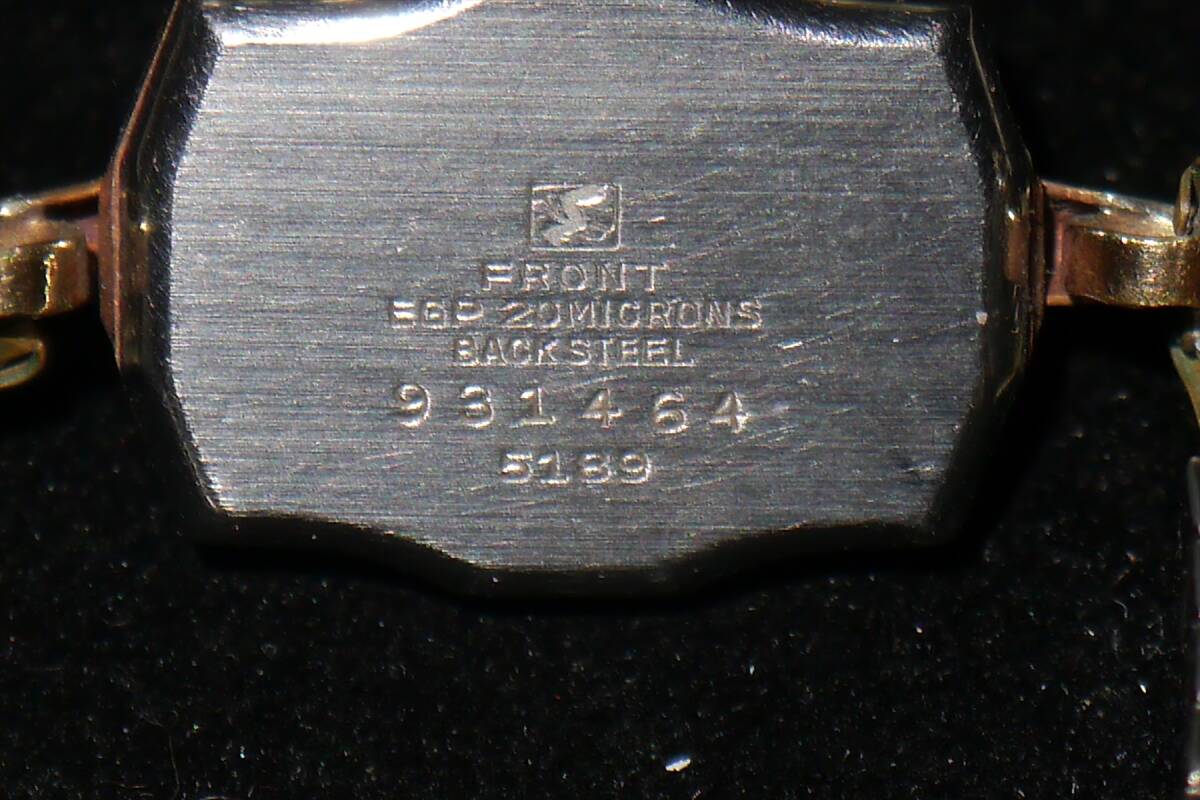 FRONT
EGP 20 MICRONS
BACK STEEL
931464
5189